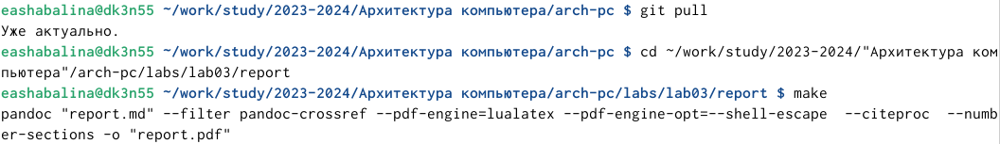 eashabalina@dk3n55 ~/work/study/2023-2024/Архитектура компьютера/arch-pc $ git pull
Уже актуально.
eashabalina@dk3n55 ~/work/study/2023-2024/Архитектура компьютера/arch-pc $ cd ~/work/study/2023-2024/"Архитектура ком
пьютера"/arch-pc/labs/lab03/report
eashabalina@dk3n55 ~/work/study/2023-2024/Архитектура компьютера/arch-pc/labs/lab03/report $ make
pandoc "report.md" --filter pandoc-crossref --pdf-engine=lualatex --pdf-engine-opt=--shell-escape  --citeproc  --numb
er-sections -o "report.pdf"